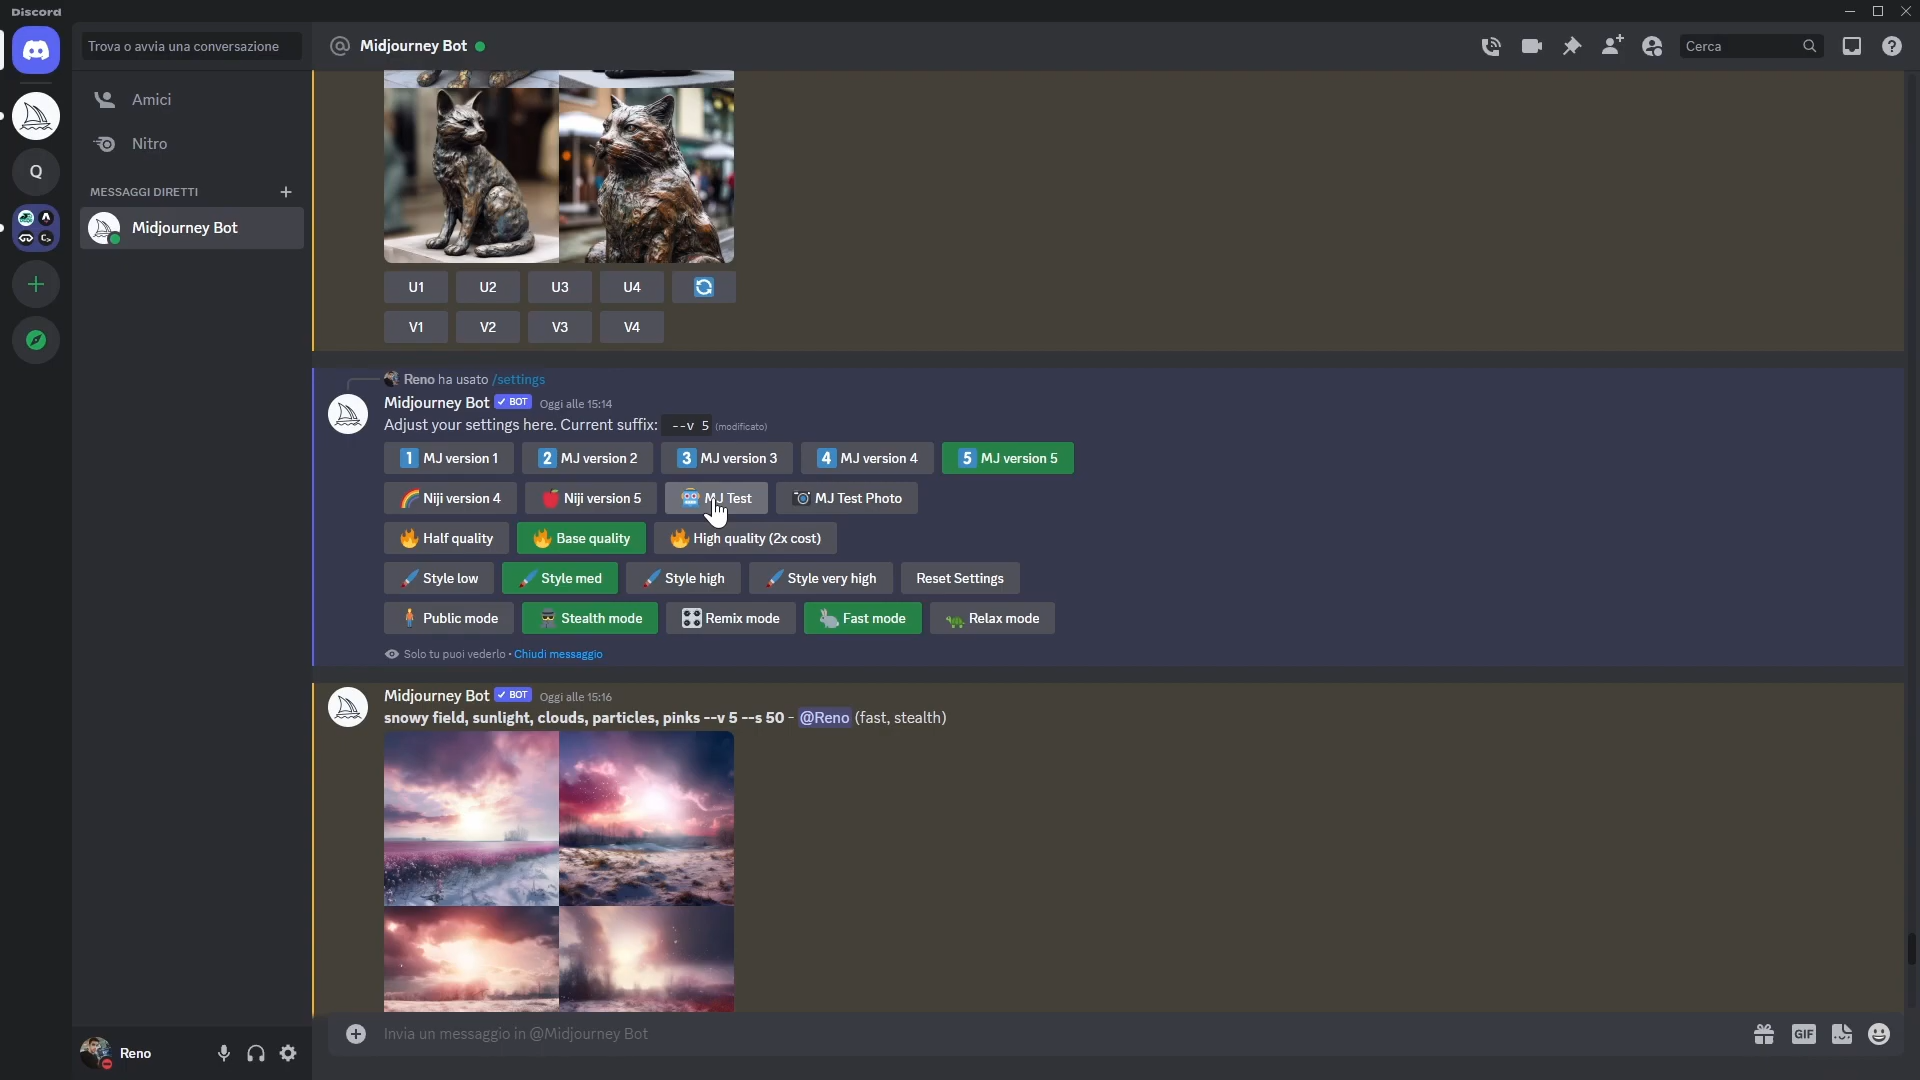 Discord
Trova o avvia una conversazione
Midjourney Bot
Cerca
Amici
Nitro
Q
MESSAGGI DIRETTI
Midjourney Bot
U1 U2 U3 U4
V1 V2 V3 V4
Reno ha usato /settings
Midjourney Bot ✓ BOT Oggi alle 15:14
Adjust your settings here. Current suffix: --v 5 (modificato)
1 MJ version 1 2 MJ version 2 3 MJ version 3 4 MJ version 4 5 MJ version 5
Niji version 4 Niji version 5 MJ Test MJ Test Photo
Half quality Base quality High quality (2x cost)
Style low Style med Style high Style very high Reset Settings
Public mode Stealth mode Remix mode Fast mode Relax mode
Solo tu puoi vederlo • Chiudi messaggio
Midjourney Bot ✓ BOT Oggi alle 15:16
snowy field, sunlight, clouds, particles, pinks --v 5 --s 50 - @Reno (fast, stealth)
Reno
Invia un messaggio in @Midjourney Bot
GIF